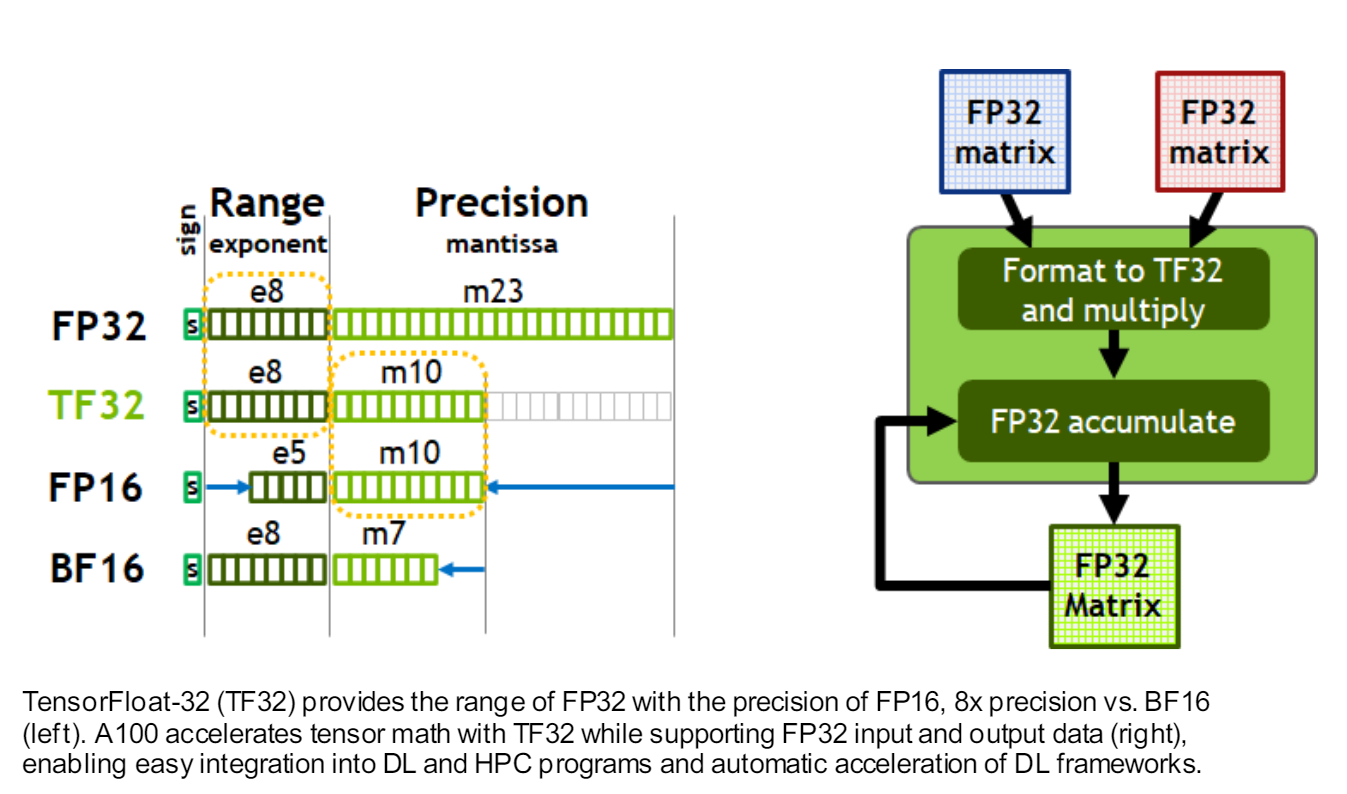 Range
Precision
sign
exponent
mantissa
e8
m23
FP32
s
e8
m10
TF32
s
e5
m10
FP16
s
e8
m7
BF16
s
FP32
matrix
FP32
matrix
Format to TF32
and multiply
FP32 accumulate
FP32
Matrix
TensorFloat-32 (TF32) provides the range of FP32 with the precision of FP16, 8x precision vs. BF16
(left). A100 accelerates tensor math with TF32 while supporting FP32 input and output data (right),
enabling easy integration into DL and HPC programs and automatic acceleration of DL frameworks.